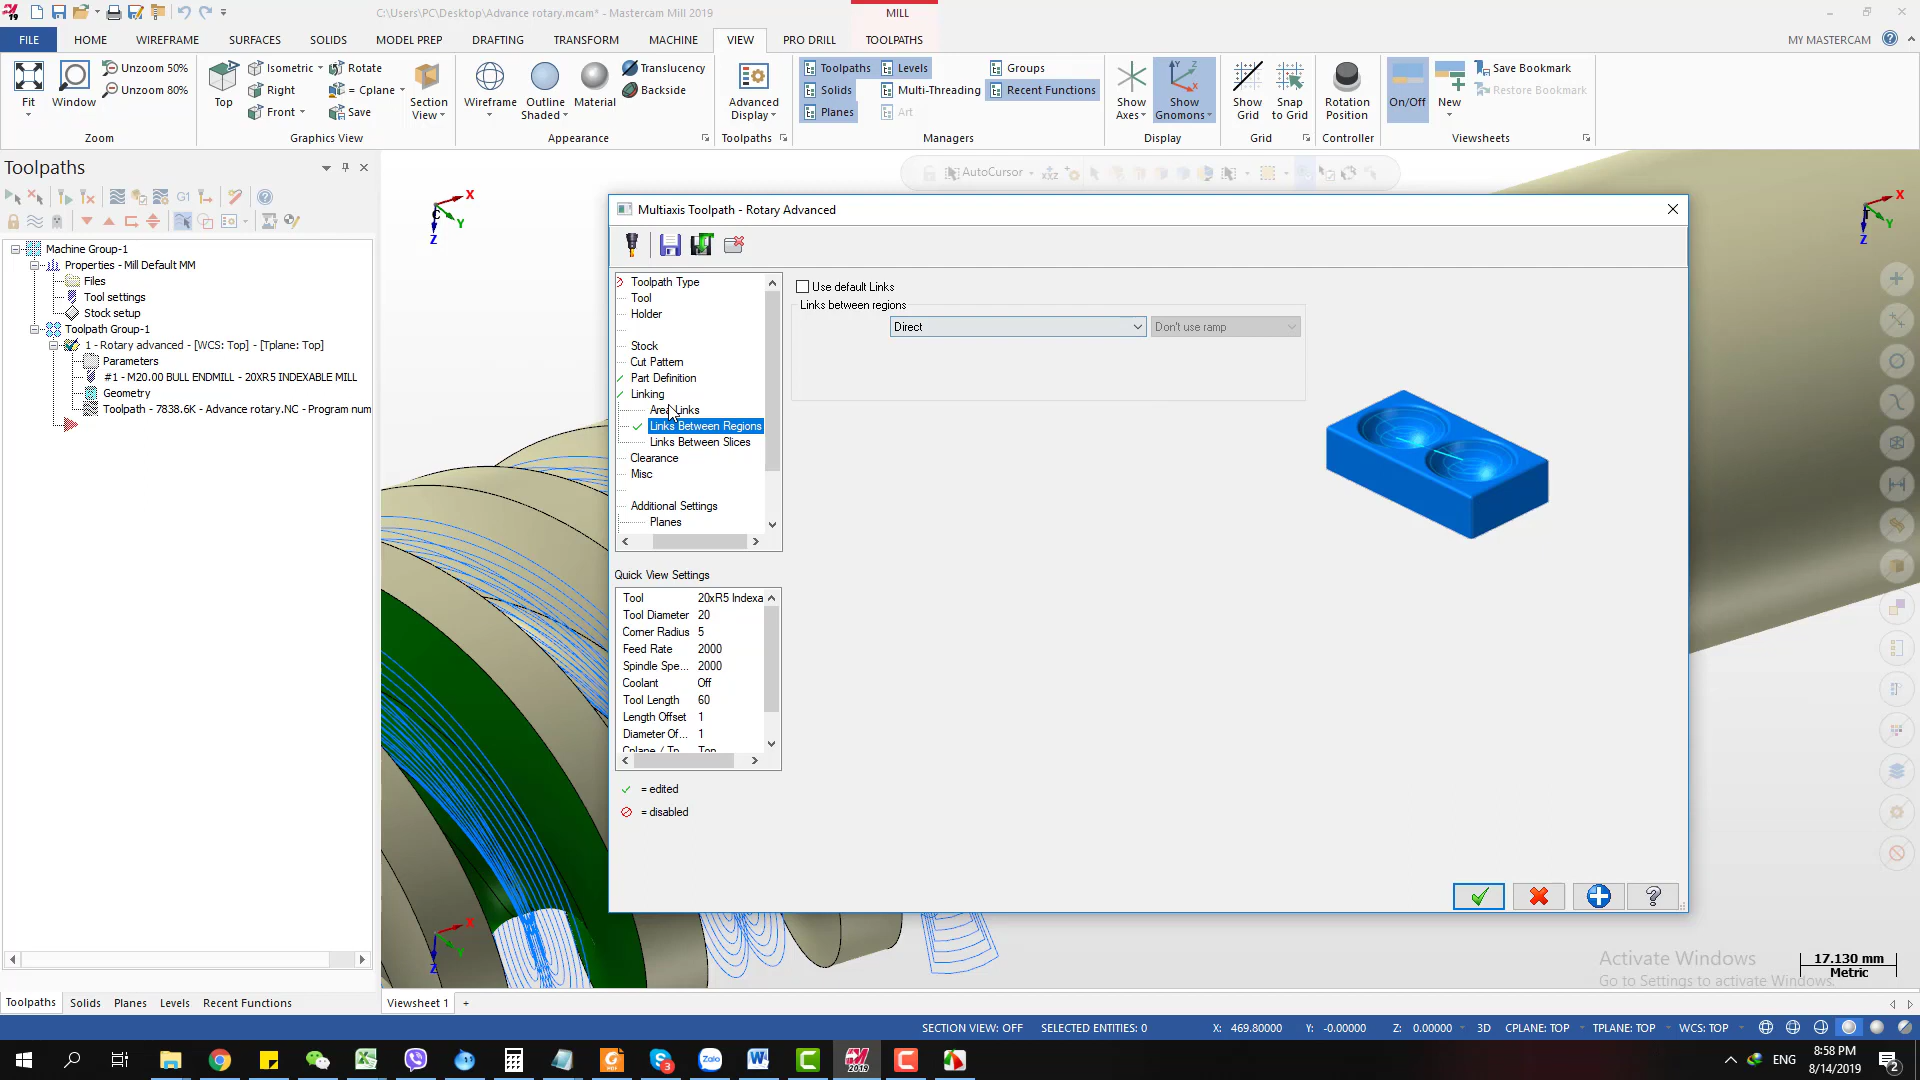 C:\Users\PC\Desktop\Advance rotary.mcam* - Mastercam Mill 2019
MILL
FILE
HOME
WIREFRAME
SURFACES
SOLIDS
MODEL PREP
DRAFTING
TRANSFORM
MACHINE
VIEW
PRO DRILL
TOOLPATHS
MY MASTERCAM
Fit
Window
Unzoom 50%
Unzoom 80%
Zoom
Top
Isometric
Right
Front
Rotate
= Cplane
Save
Section View
Graphics View
Wireframe
Outline Shaded
Material
Translucency
Backside
Appearance
Advanced Display
Toolpaths
Toolpaths
Solids
Planes
Levels
Multi-Threading
Art
Groups
Recent Functions
Managers
Show Axes
Show Gnomons
Display
Show Grid
Snap to Grid
Grid
Rotation Position
Controller
On/Off
New
Save Bookmark
Restore Bookmark
Viewsheets
Toolpaths
G1
Machine Group-1
Properties - Mill Default MM
Files
Tool settings
Stock setup
Toolpath Group-1
1 - Rotary advanced - [WCS: Top] - [Tplane: Top]
Parameters
#1 - M20.00 BULL ENDMILL - 20XR5 INDEXABLE MILL
Geometry
Toolpath - 7838.6K - Advance rotary.NC - Program num
AutoCursor
X
Y
Z
C
X
Y
Z
T
X
Y
Z
Multiaxis Toolpath - Rotary Advanced
Toolpath Type
Tool
Holder
Stock
Cut Pattern
Part Definition
Linking
Area Links
Links Between Regions
Links Between Slices
Clearance
Misc
Additional Settings
Planes
Use default Links
Links between regions
Direct
Don't use ramp
Quick View Settings
Tool 20xR5 Indexa
Tool Diameter 20
Corner Radius 5
Feed Rate 2000
Spindle Spe... 2000
Coolant Off
Tool Length 60
Length Offset 1
Diameter Of... 1
Cplane / Tp... Top
= edited
= disabled
Activate Windows
Go to Settings to activate Windows.
17.130 mm
Metric
Toolpaths
Solids
Planes
Levels
Recent Functions
Viewsheet 1
+
SECTION VIEW: OFF
SELECTED ENTITIES: 0
X: 469.80000
Y: -0.00000
Z: 0.00000
3D
CPLANE: TOP
TPLANE: TOP
WCS: TOP
Zalo
2019
ENG
8:58 PM
8/14/2019